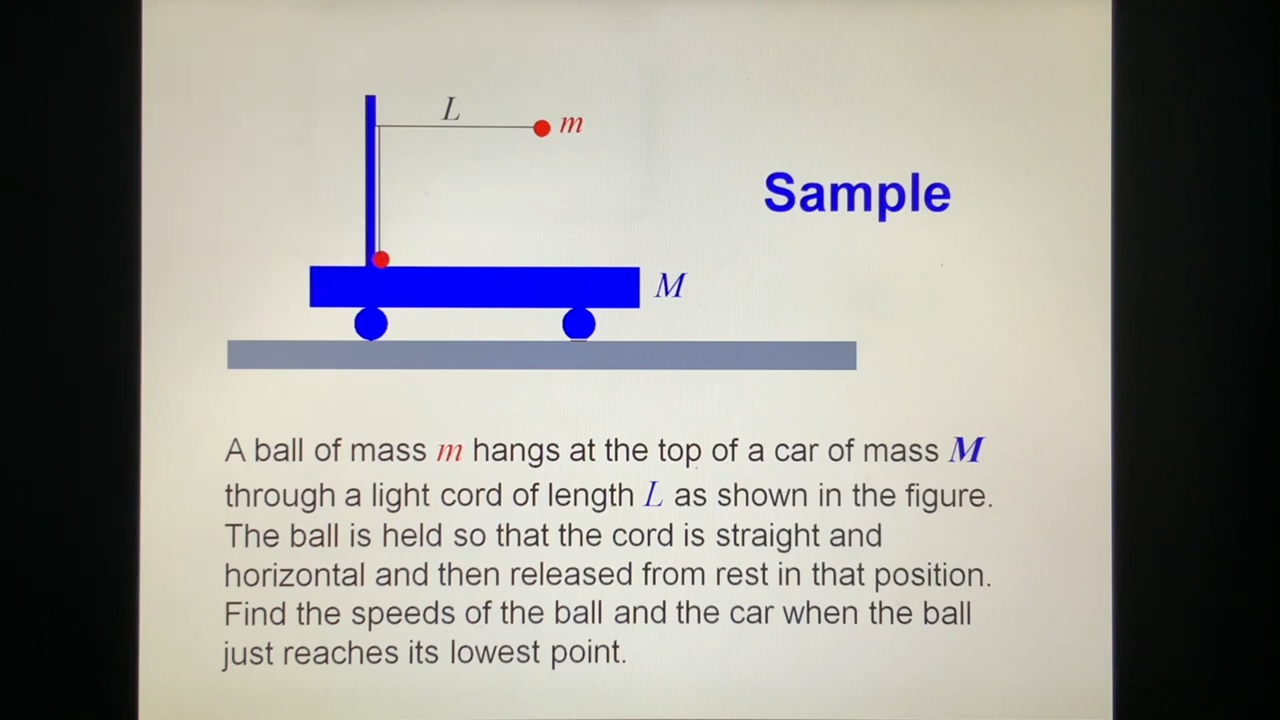 L
m
Sample
M
A ball of mass m hangs at the top of a car of mass M
through a light cord of length L as shown in the figure.
The ball is held so that the cord is straight and
horizontal and then released from rest in that position.
Find the speeds of the ball and the car when the ball
just reaches its lowest point.